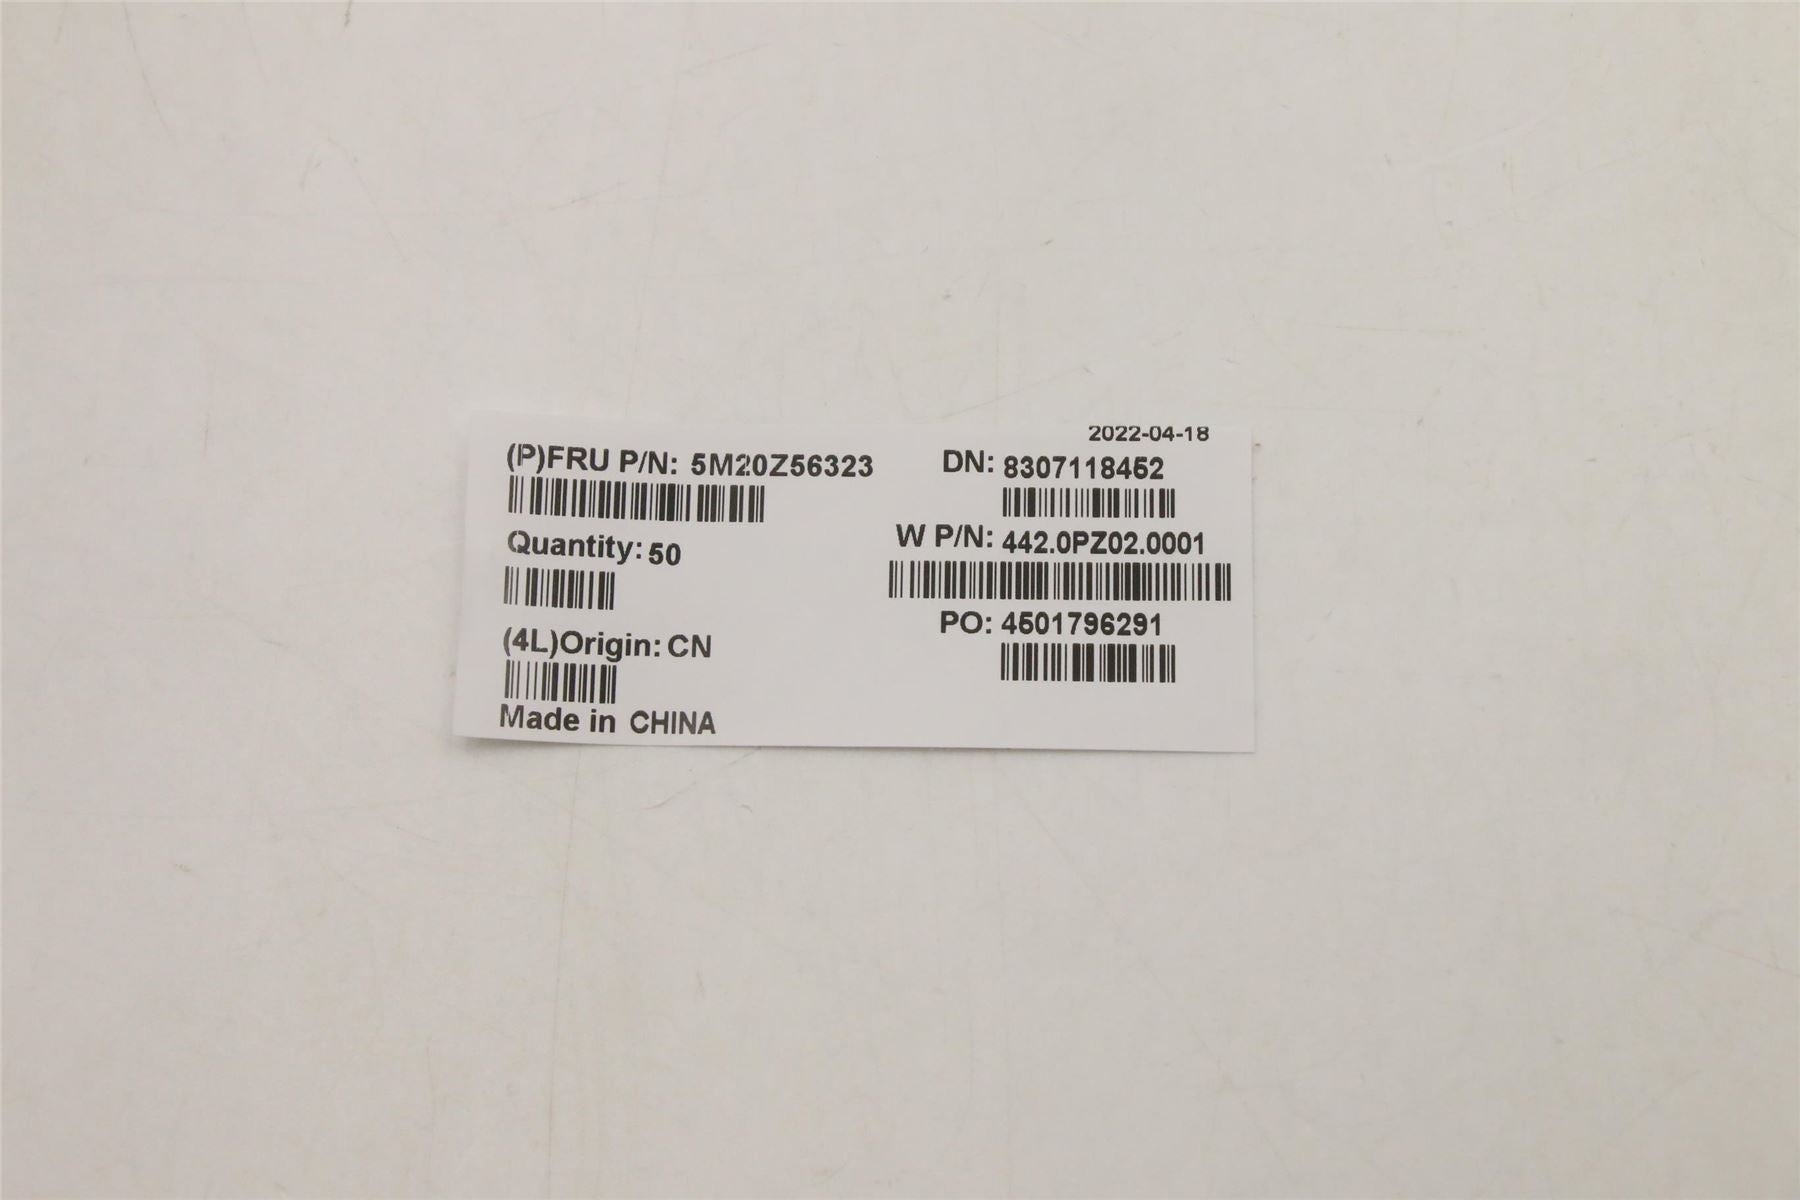 2022-04-18
(P)FRU P/N: 5M20Z56323
DN: 8307118452
Quantity: 50
W P/N: 442.0PZ02.0001
PO: 4501796291
(4L)Origin: CN
Made in CHINA